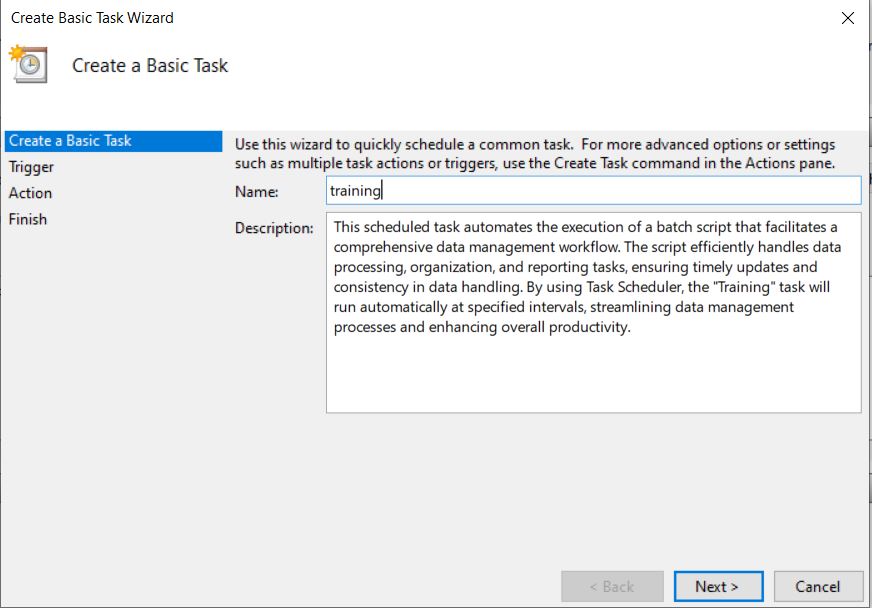 Create Basic Task Wizard
Create a Basic Task
Create a Basic Task
Trigger
Action
Finish
Use this wizard to quickly schedule a common task.  For more advanced options or settings
such as multiple task actions or triggers, use the Create Task command in the Actions pane.
Name:
training
Description:
This scheduled task automates the execution of a batch script that facilitates a
comprehensive data management workflow. The script efficiently handles data
processing, organization, and reporting tasks, ensuring timely updates and
consistency in data handling. By using Task Scheduler, the "Training" task will
run automatically at specified intervals, streamlining data management
processes and enhancing overall productivity.
< Back
Next >
Cancel